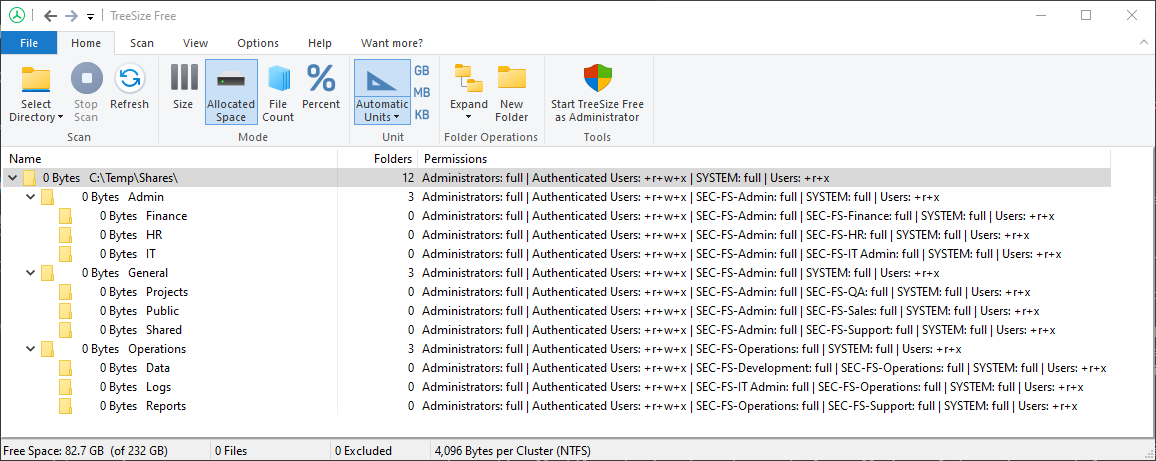 TreeSize Free
File Home Scan View Options Help Want more?
Select Directory Stop Scan Refresh Size Allocated Space File Count Percent Automatic Units GB MB KB Expand New Folder Start TreeSize Free as Administrator
Scan Mode Unit Folder Operations Tools
Name Folders Permissions
0 Bytes C:\Temp\Shares\ 12 Administrators: full | Authenticated Users: +r+w+x | SYSTEM: full | Users: +r+x
0 Bytes Admin 3 Administrators: full | Authenticated Users: +r+w+x | SEC-FS-Admin: full | SYSTEM: full | Users: +r+x
0 Bytes Finance 0 Administrators: full | Authenticated Users: +r+w+x | SEC-FS-Admin: full | SEC-FS-Finance: full | SYSTEM: full | Users: +r+x
0 Bytes HR 0 Administrators: full | Authenticated Users: +r+w+x | SEC-FS-Admin: full | SEC-FS-HR: full | SYSTEM: full | Users: +r+x
0 Bytes IT 0 Administrators: full | Authenticated Users: +r+w+x | SEC-FS-Admin: full | SEC-FS-IT Admin: full | SYSTEM: full | Users: +r+x
0 Bytes General 3 Administrators: full | Authenticated Users: +r+w+x | SEC-FS-Admin: full | SYSTEM: full | Users: +r+x
0 Bytes Projects 0 Administrators: full | Authenticated Users: +r+w+x | SEC-FS-Admin: full | SEC-FS-QA: full | SYSTEM: full | Users: +r+x
0 Bytes Public 0 Administrators: full | Authenticated Users: +r+w+x | SEC-FS-Admin: full | SEC-FS-Sales: full | SYSTEM: full | Users: +r+x
0 Bytes Shared 0 Administrators: full | Authenticated Users: +r+w+x | SEC-FS-Admin: full | SEC-FS-Support: full | SYSTEM: full | Users: +r+x
0 Bytes Operations 3 Administrators: full | Authenticated Users: +r+w+x | SEC-FS-Operations: full | SYSTEM: full | Users: +r+x
0 Bytes Data 0 Administrators: full | Authenticated Users: +r+w+x | SEC-FS-Development: full | SEC-FS-Operations: full | SYSTEM: full | Users: +r+x
0 Bytes Logs 0 Administrators: full | Authenticated Users: +r+w+x | SEC-FS-IT Admin: full | SEC-FS-Operations: full | SYSTEM: full | Users: +r+x
0 Bytes Reports 0 Administrators: full | Authenticated Users: +r+w+x | SEC-FS-Operations: full | SEC-FS-Support: full | SYSTEM: full | Users: +r+x
Free Space: 82.7 GB (of 232 GB) 0 Files 0 Excluded 4,096 Bytes per Cluster (NTFS)